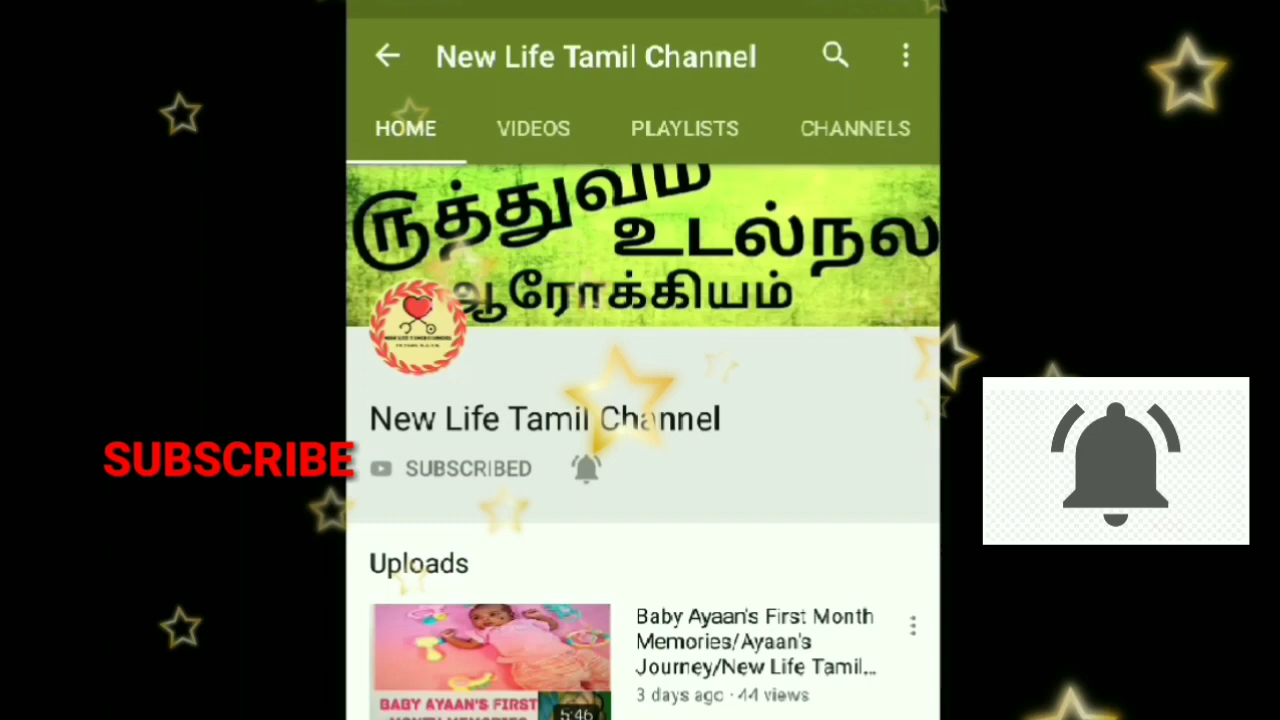 New Life Tamil Channel
HOME VIDEOS PLAYLISTS CHANNELS
ருத்துவம்
உடல்நல
ஆரோக்கியம்
New Life Tamil Channel
SUBSCRIBE
SUBSCRIBED
Uploads
Baby Ayaan's First Month
Memories/Ayaan's
Journey/New Life Tamil...
3 days ago · 44 views
BABY AYAAN'S FIRST
MONTH MEMORIES
5:46